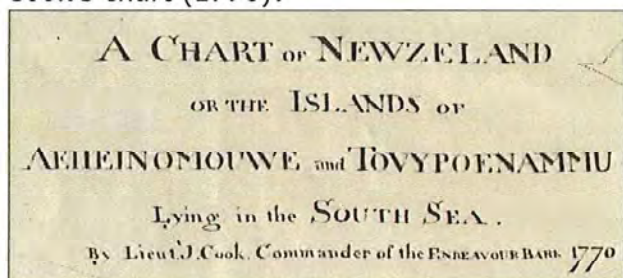 A CHART OF NEWZELAND
OR THE ISLANDS OF
AEHEINOMOUWE and TOVYPOENAMMU
Lying in the SOUTH SEA.
By Lieut. J. Cook, Commander of the ENDEAVOUR BARK 1770